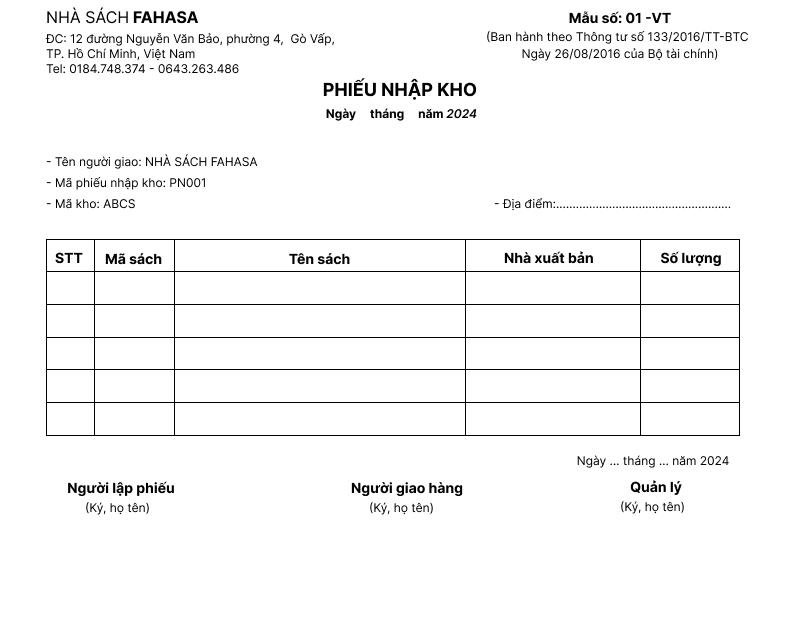 NHÀ SÁCH FAHASA
ĐC: 12 đường Nguyễn Văn Bảo, phường 4, Gò Vấp,
TP. Hồ Chí Minh, Việt Nam
Tel: 0184.748.374 - 0643.263.486
Mẫu số: 01 -VT
(Ban hành theo Thông tư số 133/2016/TT-BTC
Ngày 26/08/2016 của Bộ tài chính)
PHIẾU NHẬP KHO
Ngày tháng năm 2024
- Tên người giao: NHÀ SÁCH FAHASA
- Mã phiếu nhập kho: PN001
- Mã kho: ABCS - Địa điểm:.....................................................
STT Mã sách Tên sách Nhà xuất bản Số lượng
Ngày ... tháng ... năm 2024
Người lập phiếu Người giao hàng Quản lý
(Ký, họ tên) (Ký, họ tên) (Ký, họ tên)